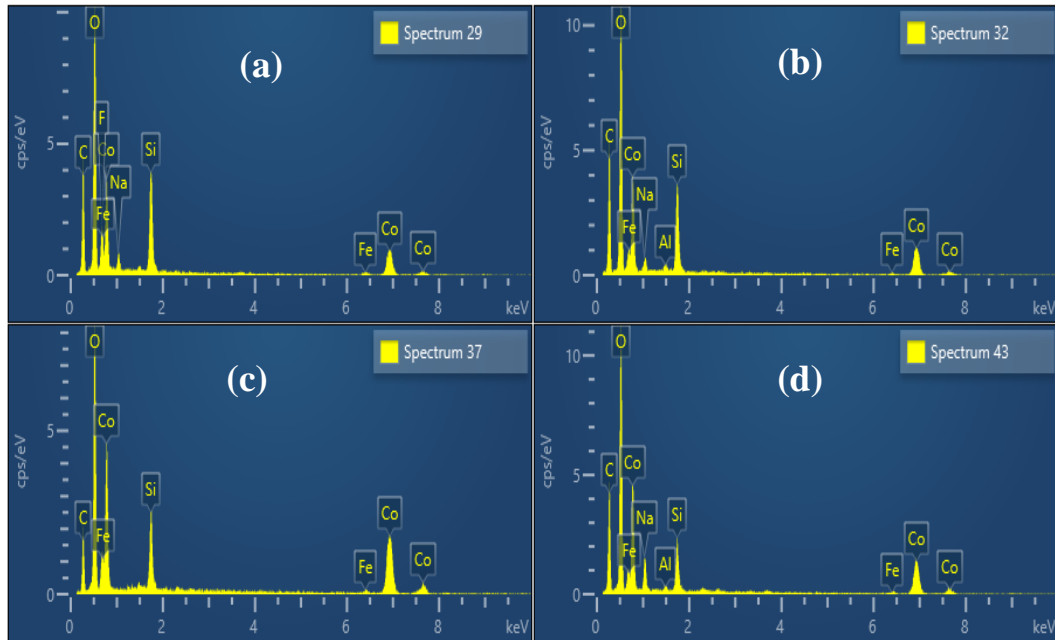 Spectrum 29
(a)
O
F
C
Co
Na
Si
Fe
Fe
Co
Co
cps/eV
5
0
0
2
4
6
8
keV
Spectrum 32
(b)
10
O
C
Co
Na
Si
Fe
Al
Fe
Co
Co
cps/eV
5
0
0
2
4
6
8
keV
Spectrum 37
(c)
O
Co
C
Fe
Si
Co
Fe
Co
cps/eV
5
0
0
2
4
6
8
keV
Spectrum 43
(d)
10
O
C
Co
Na
Si
Fe
Al
Fe
Co
Co
cps/eV
5
0
0
2
4
6
8
keV